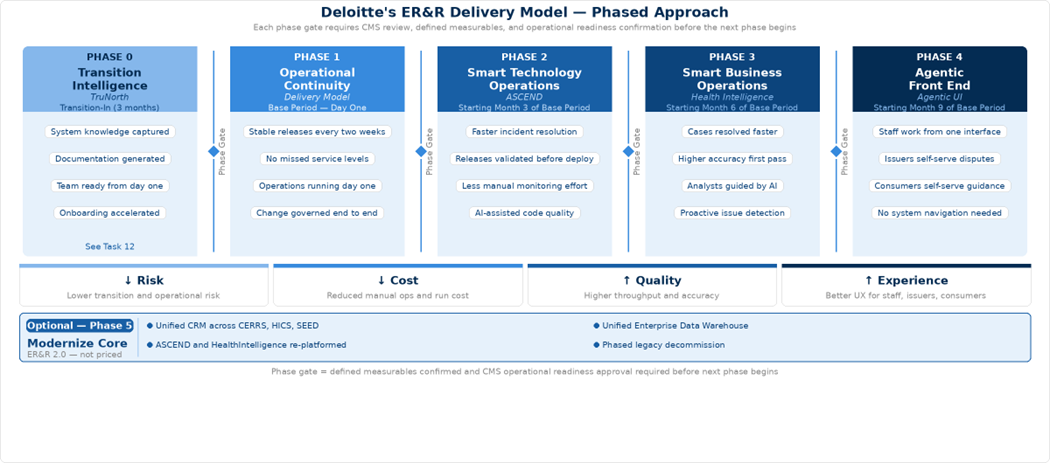 Deloitte's ER&R Delivery Model — Phased Approach
Each phase gate requires CMS review, defined measurables, and operational readiness confirmation before the next phase begins
PHASE 0
Transition
Intelligence
TruNorth
Transition-In (3 months)
System knowledge captured
Documentation generated
Team ready from day one
Onboarding accelerated
See Task 12
Phase Gate
PHASE 1
Operational
Continuity
Delivery Model
Base Period — Day One
Stable releases every two weeks
No missed service levels
Operations running day one
Change governed end to end
Phase Gate
PHASE 2
Smart Technology
Operations
ASCEND
Starting Month 3 of Base Period
Faster incident resolution
Releases validated before deploy
Less manual monitoring effort
AI-assisted code quality
Phase Gate
PHASE 3
Smart Business
Operations
Health Intelligence
Starting Month 6 of Base Period
Cases resolved faster
Higher accuracy first pass
Analysts guided by AI
Proactive issue detection
Phase Gate
PHASE 4
Agentic
Front End
Agentic UI
Starting Month 9 of Base Period
Staff work from one interface
Issuers self-serve disputes
Consumers self-serve guidance
No system navigation needed
↓ Risk
Lower transition and operational risk
↓ Cost
Reduced manual ops and run cost
↑ Quality
Higher throughput and accuracy
↑ Experience
Better UX for staff, issuers, consumers
Optional — Phase 5
Modernize Core
ER&R 2.0 — not priced
● Unified CRM across CERRS, HICS, SEED
● ASCEND and HealthIntelligence re-platformed
● Unified Enterprise Data Warehouse
● Phased legacy decommission
Phase gate = defined measurables confirmed and CMS operational readiness approval required before next phase begins